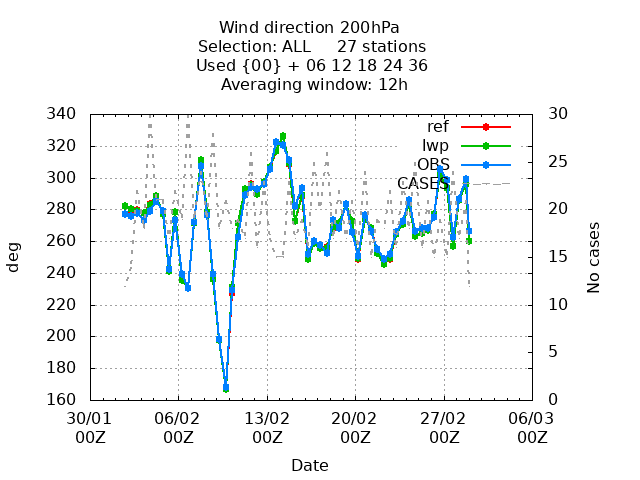 Wind direction 200hPa
Selection: ALL 27 stations
Used {00} + 06 12 18 24 36
Averaging window: 12h
340
320
300
280
260
240
220
200
180
160
deg
30
25
20
15
10
5
0
No cases
ref
lwp
OBS
CASES
30/01 06/02 13/02 20/02 27/02 06/03
00Z 00Z 00Z 00Z 00Z 00Z
Date